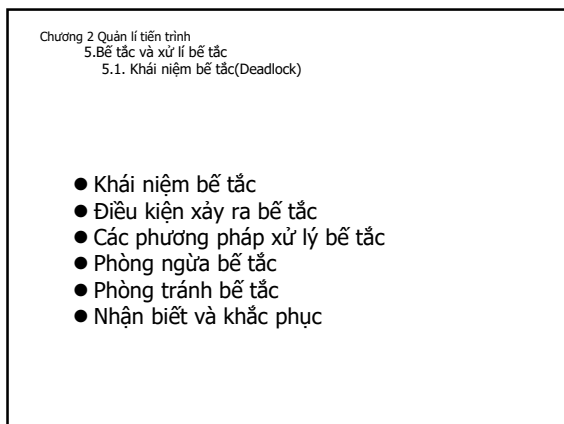 Chương 2 Quản lí tiến trình
5.Bế tắc và xử lí bế tắc
5.1. Khái niệm bế tắc(Deadlock)
● Khái niệm bế tắc
● Điều kiện xảy ra bế tắc
● Các phương pháp xử lý bế tắc
● Phòng ngừa bế tắc
● Phòng tránh bế tắc
● Nhận biết và khắc phục